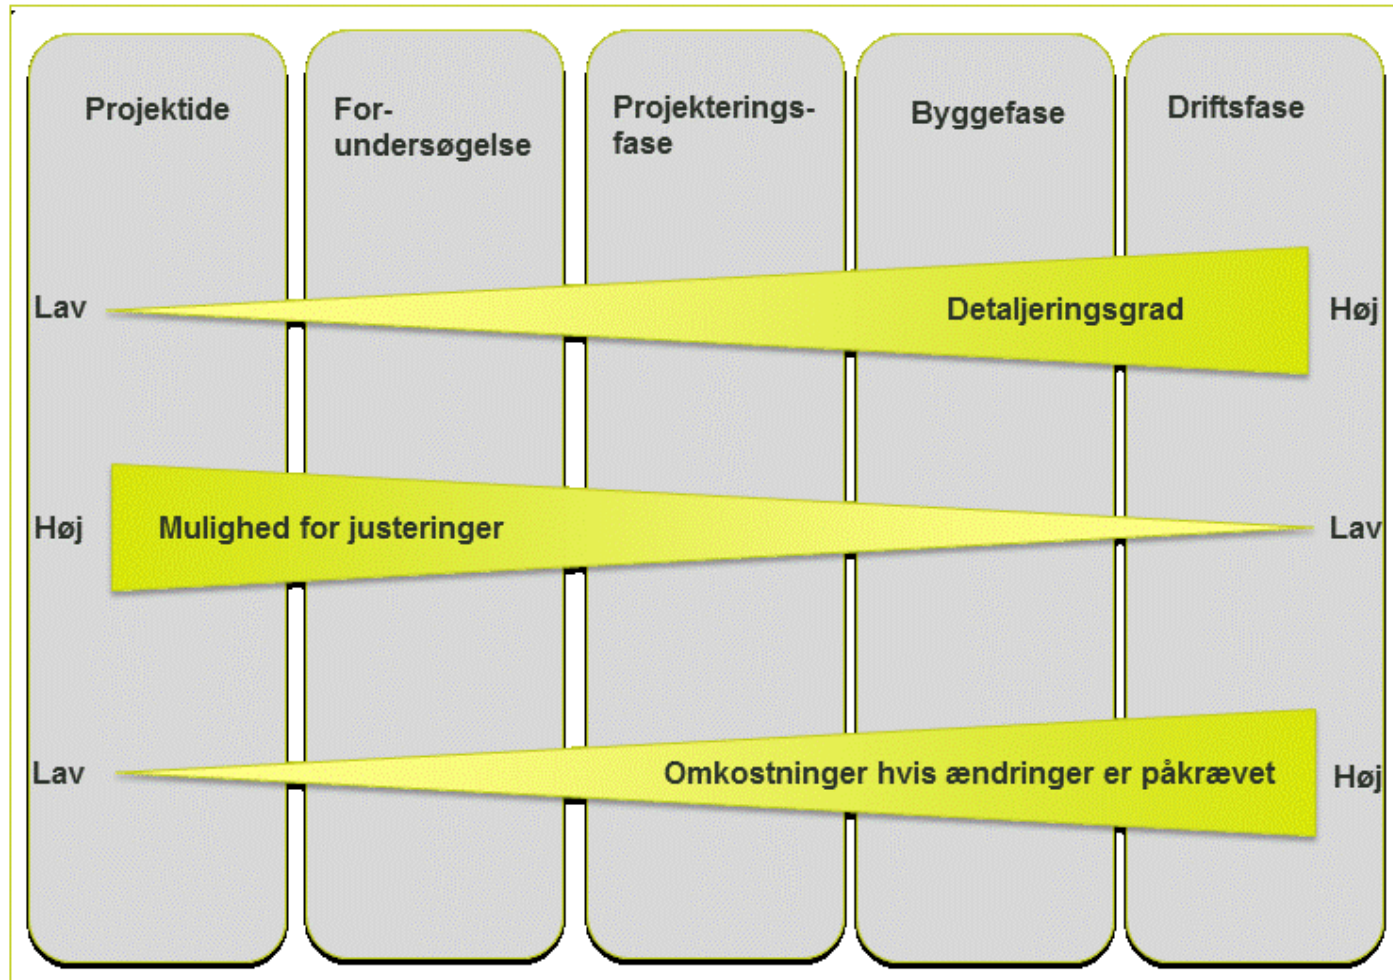 Projektide
For-
undersøgelse
Projekterings-
fase
Byggefase
Driftsfase
Lav
Detaljeringsgrad
Høj
Høj
Mulighed for justeringer
Lav
Lav
Omkostninger hvis ændringer er påkrævet
Høj